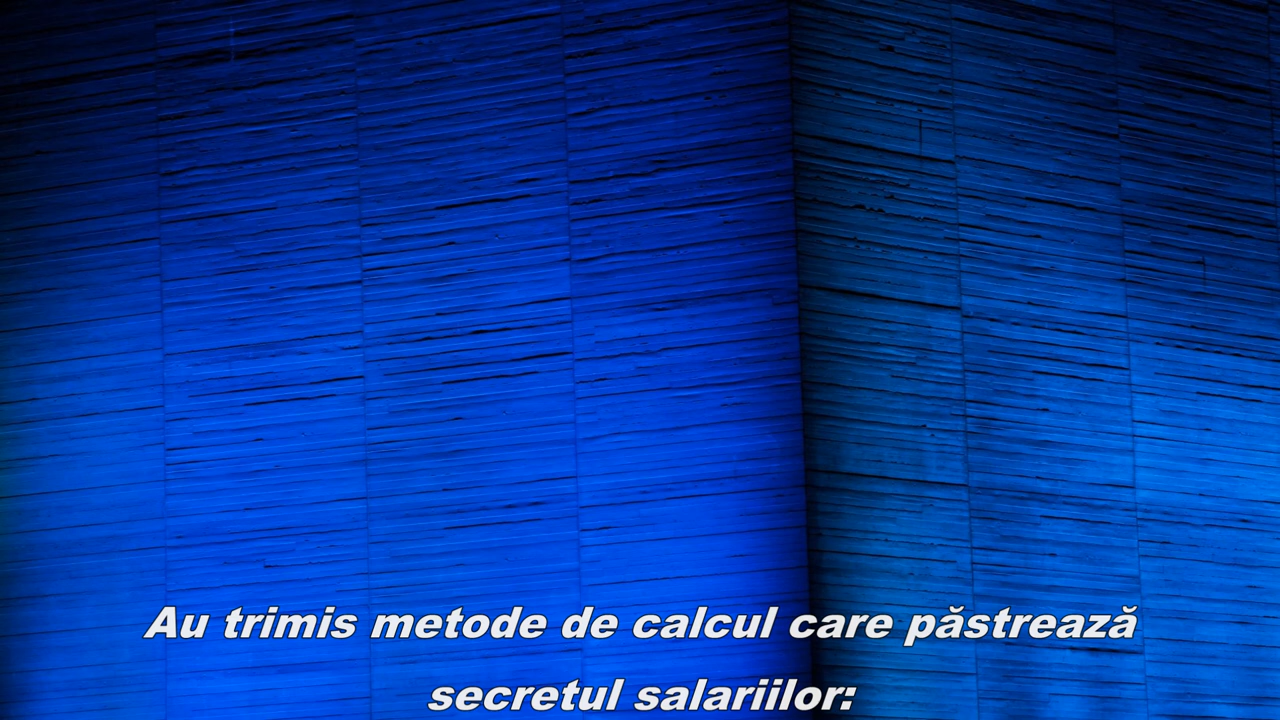 Au trimis metode de calcul care păstrează
secretul salariilor: